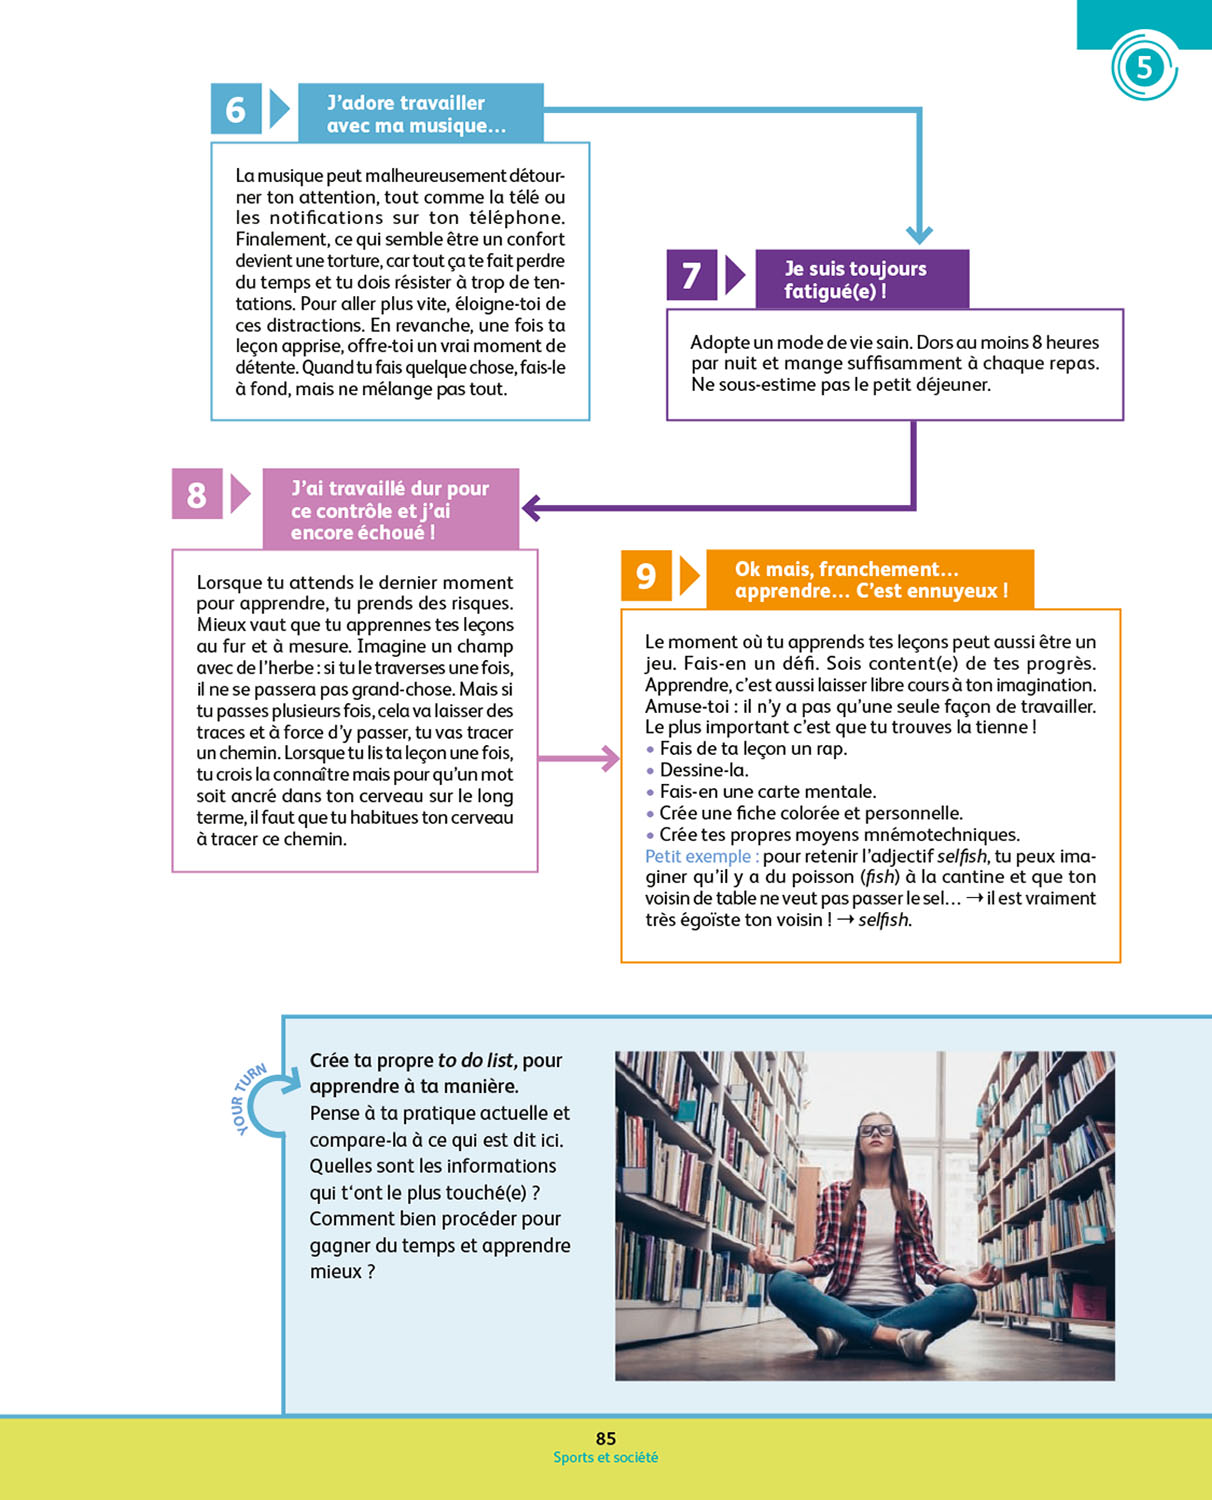 5
6
J'adore travailler
avec ma musique…
La musique peut malheureusement détour-
ner ton attention, tout comme la télé ou
les notifications sur ton téléphone.
Finalement, ce qui semble être un confort
devient une torture, car tout ça te fait perdre
du temps et tu dois résister à trop de ten-
tations. Pour aller plus vite, éloigne-toi de
ces distractions. En revanche, une fois ta
leçon apprise, offre-toi un vrai moment de
détente. Quand tu fais quelque chose, fais-le
à fond, mais ne mélange pas tout.
7
Je suis toujours
fatigué(e) !
Adopte un mode de vie sain. Dors au moins 8 heures
par nuit et mange suffisamment à chaque repas.
Ne sous-estime pas le petit déjeuner.
8
J'ai travaillé dur pour
ce contrôle et j'ai
encore échoué !
Lorsque tu attends le dernier moment
pour apprendre, tu prends des risques.
Mieux vaut que tu apprennes tes leçons
au fur et à mesure. Imagine un champ
avec de l'herbe : si tu le traverses une fois,
il ne se passera pas grand-chose. Mais si
tu passes plusieurs fois, cela va laisser des
traces et à force d'y passer, tu vas tracer
un chemin. Lorsque tu lis ta leçon une fois,
tu crois la connaître mais pour qu'un mot
soit ancré dans ton cerveau sur le long
terme, il faut que tu habitues ton cerveau
à tracer ce chemin.
9
Ok mais, franchement…
apprendre… C'est ennuyeux !
Le moment où tu apprends tes leçons peut aussi être un
jeu. Fais-en un défi. Sois content(e) de tes progrès.
Apprendre, c'est aussi laisser libre cours à ton imagination.
Amuse-toi : il n'y a pas qu'une seule façon de travailler.
Le plus important c'est que tu trouves la tienne !
• Fais de ta leçon un rap.
• Dessine-la.
• Fais-en une carte mentale.
• Crée une fiche colorée et personnelle.
• Crée tes propres moyens mnémotechniques.
Petit exemple : pour retenir l'adjectif selfish, tu peux ima-
giner qu'il y a du poisson (fish) à la cantine et que ton
voisin de table ne veut pas passer le sel… → il est vraiment
très égoïste ton voisin ! → selfish.
YOUR TURN
Crée ta propre to do list, pour
apprendre à ta manière.
Pense à ta pratique actuelle et
compare-la à ce qui est dit ici.
Quelles sont les informations
qui t‘ont le plus touché(e) ?
Comment bien procéder pour
gagner du temps et apprendre
mieux ?
85
Sports et société